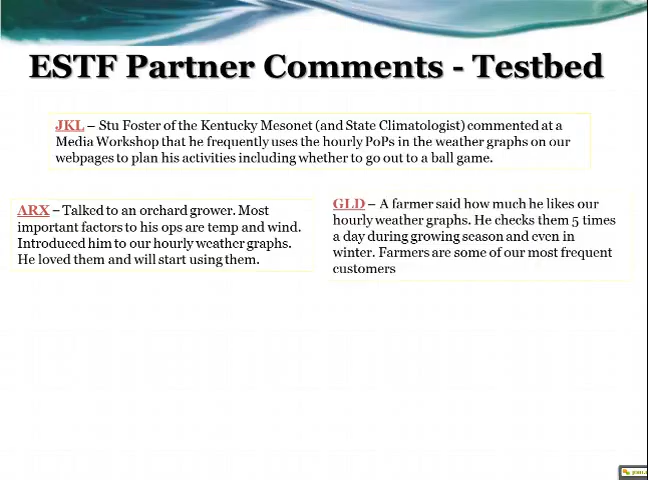 ESTF Partner Comments - Testbed
JKL – Stu Foster of the Kentucky Mesonet (and State Climatologist) commented at a
Media Workshop that he frequently uses the hourly PoPs in the weather graphs on our
webpages to plan his activities including whether to go out to a ball game.
ARX – Talked to an orchard grower. Most
important factors to his ops are temp and wind.
Introduced him to our hourly weather graphs.
He loved them and will start using them.
GLD – A farmer said how much he likes our
hourly weather graphs. He checks them 5 times
a day during growing season and even in
winter. Farmers are some of our most frequent
customers